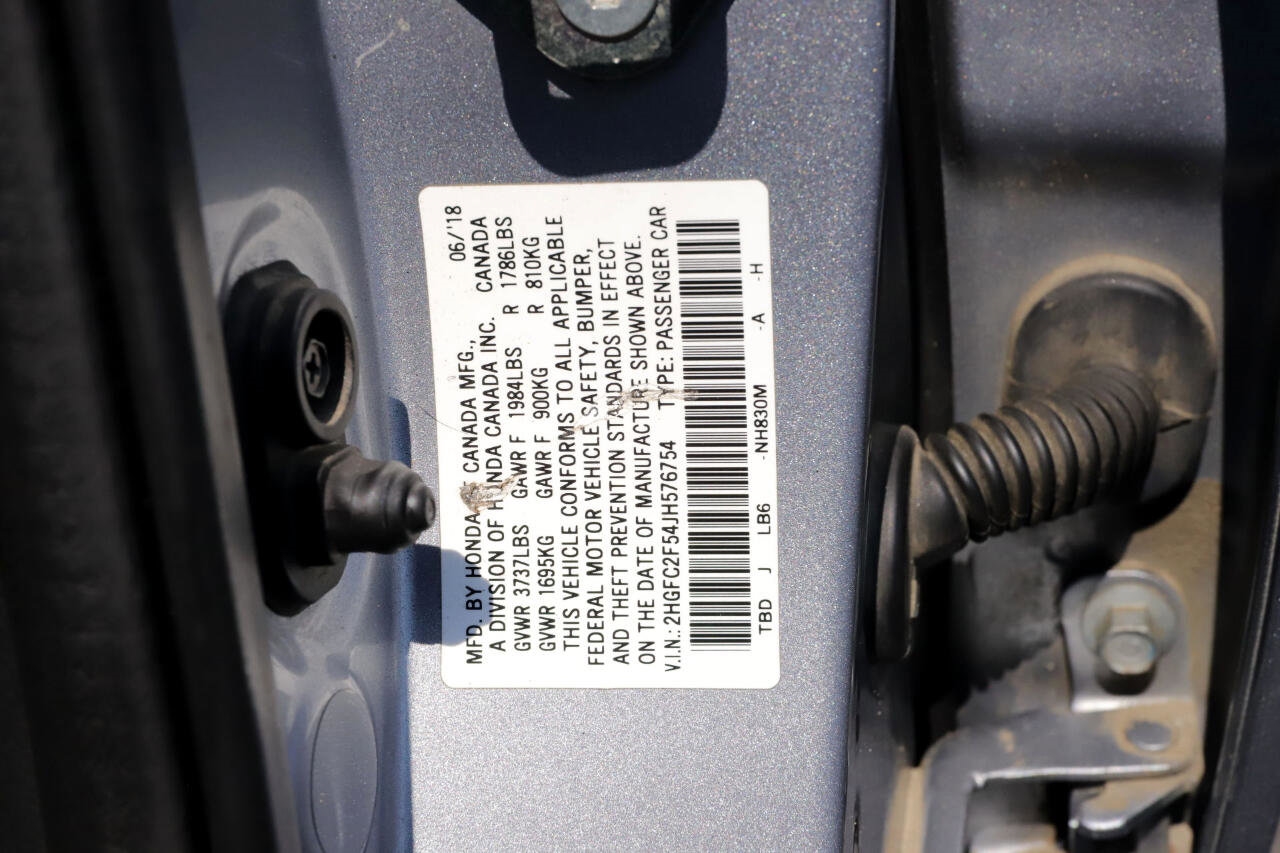 MFD. BY HONDA OF CANADA MFG., 06/'18
A DIVISION OF HONDA CANADA INC. CANADA
GVWR 3737LBS GAWR F 1984LBS R 1786LBS
GVWR 1695KG GAWR F 900KG R 810KG
THIS VEHICLE CONFORMS TO ALL APPLICABLE
FEDERAL MOTOR VEHICLE SAFETY, BUMPER,
AND THEFT PREVENTION STANDARDS IN EFFECT
ON THE DATE OF MANUFACTURE SHOWN ABOVE.
V.I.N.: 2HGFC2F54JH576754 TYPE: PASSENGER CAR
TBD J LB6 -NH830M -A -H